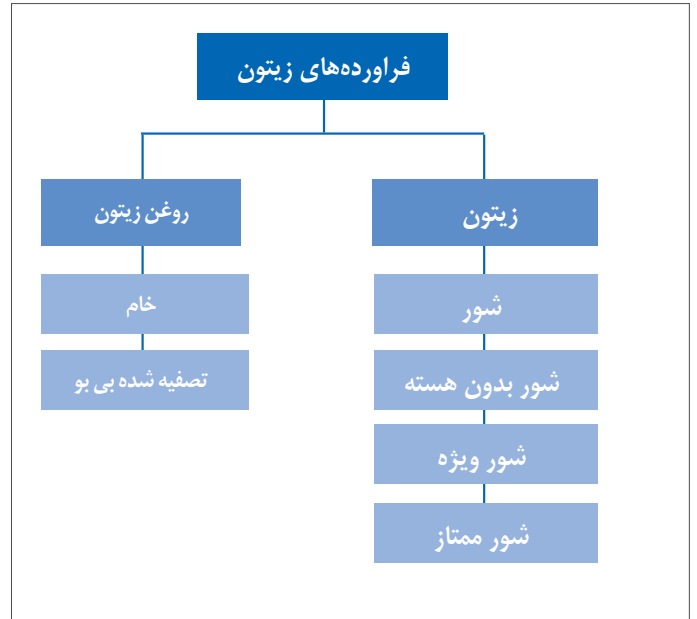 فراورده‌های زیتون
زیتون
روغن زیتون
شور
خام
شور بدون هسته
تصفیه شده بی بو
شور ویژه
شور ممتاز